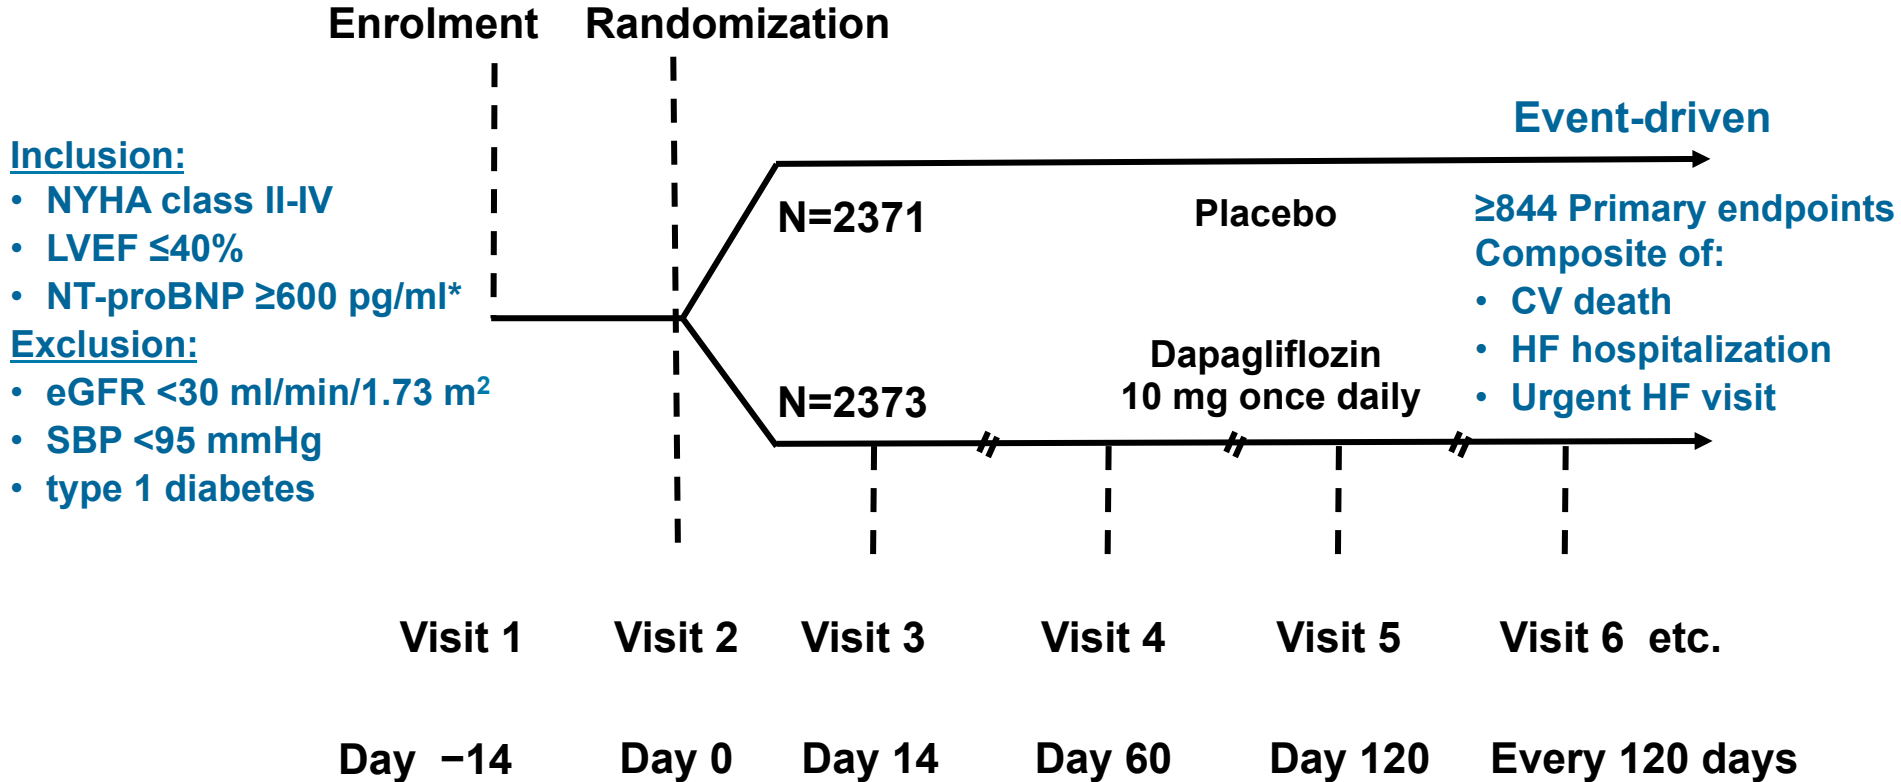 Enrolment
Randomization
Inclusion:
• NYHA class II-IV
• LVEF ≤40%
• NT-proBNP ≥600 pg/ml*
Exclusion:
• eGFR <30 ml/min/1.73 m²
• SBP <95 mmHg
• type 1 diabetes
N=2371
Placebo
N=2373
Dapagliflozin
10 mg once daily
Event-driven
≥844 Primary endpoints
Composite of:
• CV death
• HF hospitalization
• Urgent HF visit
Visit 1
Visit 2
Visit 3
Visit 4
Visit 5
Visit 6 etc.
Day −14
Day 0
Day 14
Day 60
Day 120
Every 120 days